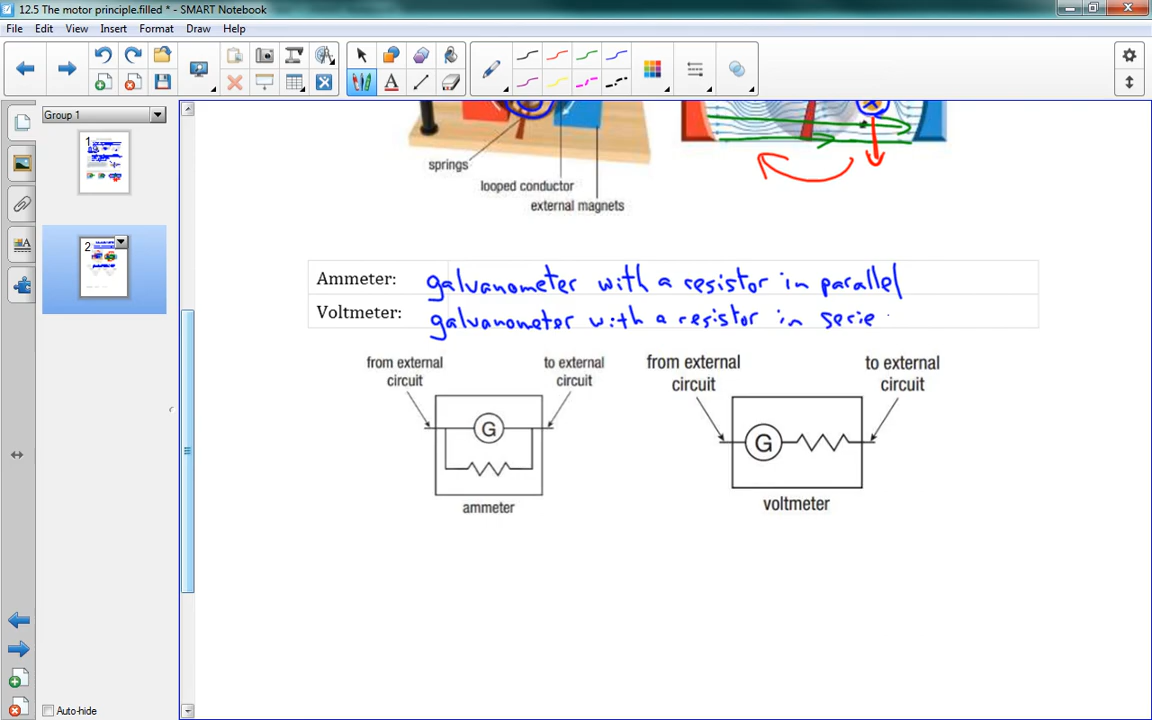 12.5 The motor principle.filled * - SMART Notebook
File Edit View Insert Format Draw Help
Group 1
1
2
springs
looped conductor
external magnets
Ammeter: galvanometer with a resistor in parallel
Voltmeter: galvanometer with a resistor in serie
from external circuit
to external circuit
G
ammeter
from external circuit
to external circuit
G
voltmeter
Auto-hide